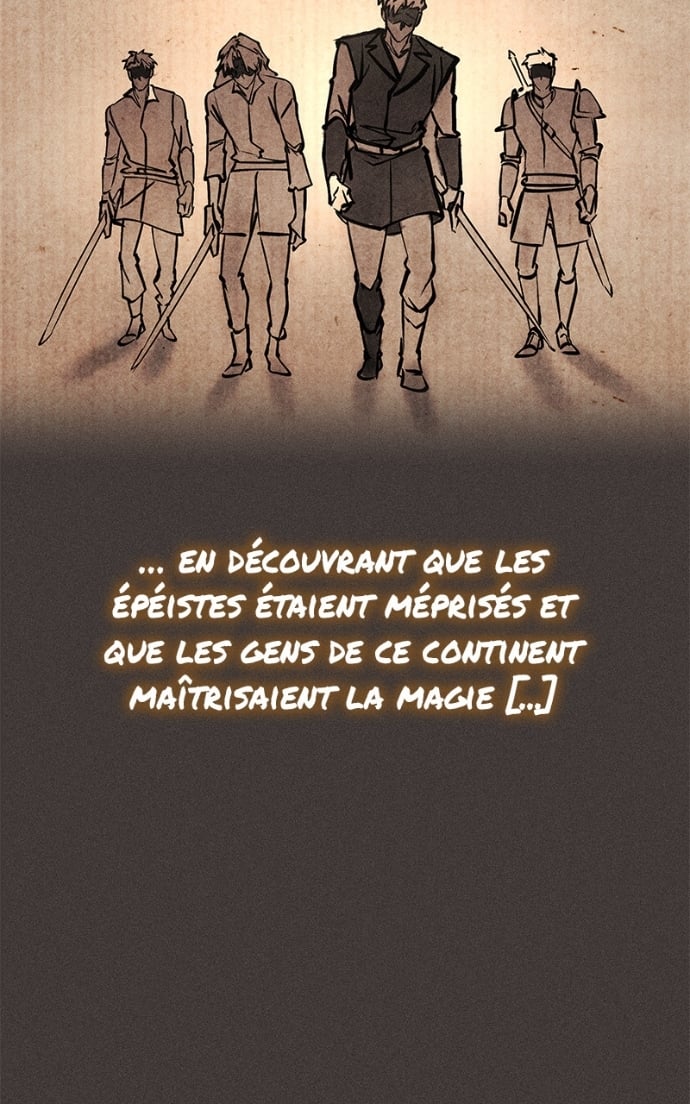 ... EN DÉCOUVRANT QUE LES
ÉPÉISTES ÉTAIENT MÉPRISÉS ET
QUE LES GENS DE CE CONTINENT
MAÎTRISAIENT LA MAGIE [...]